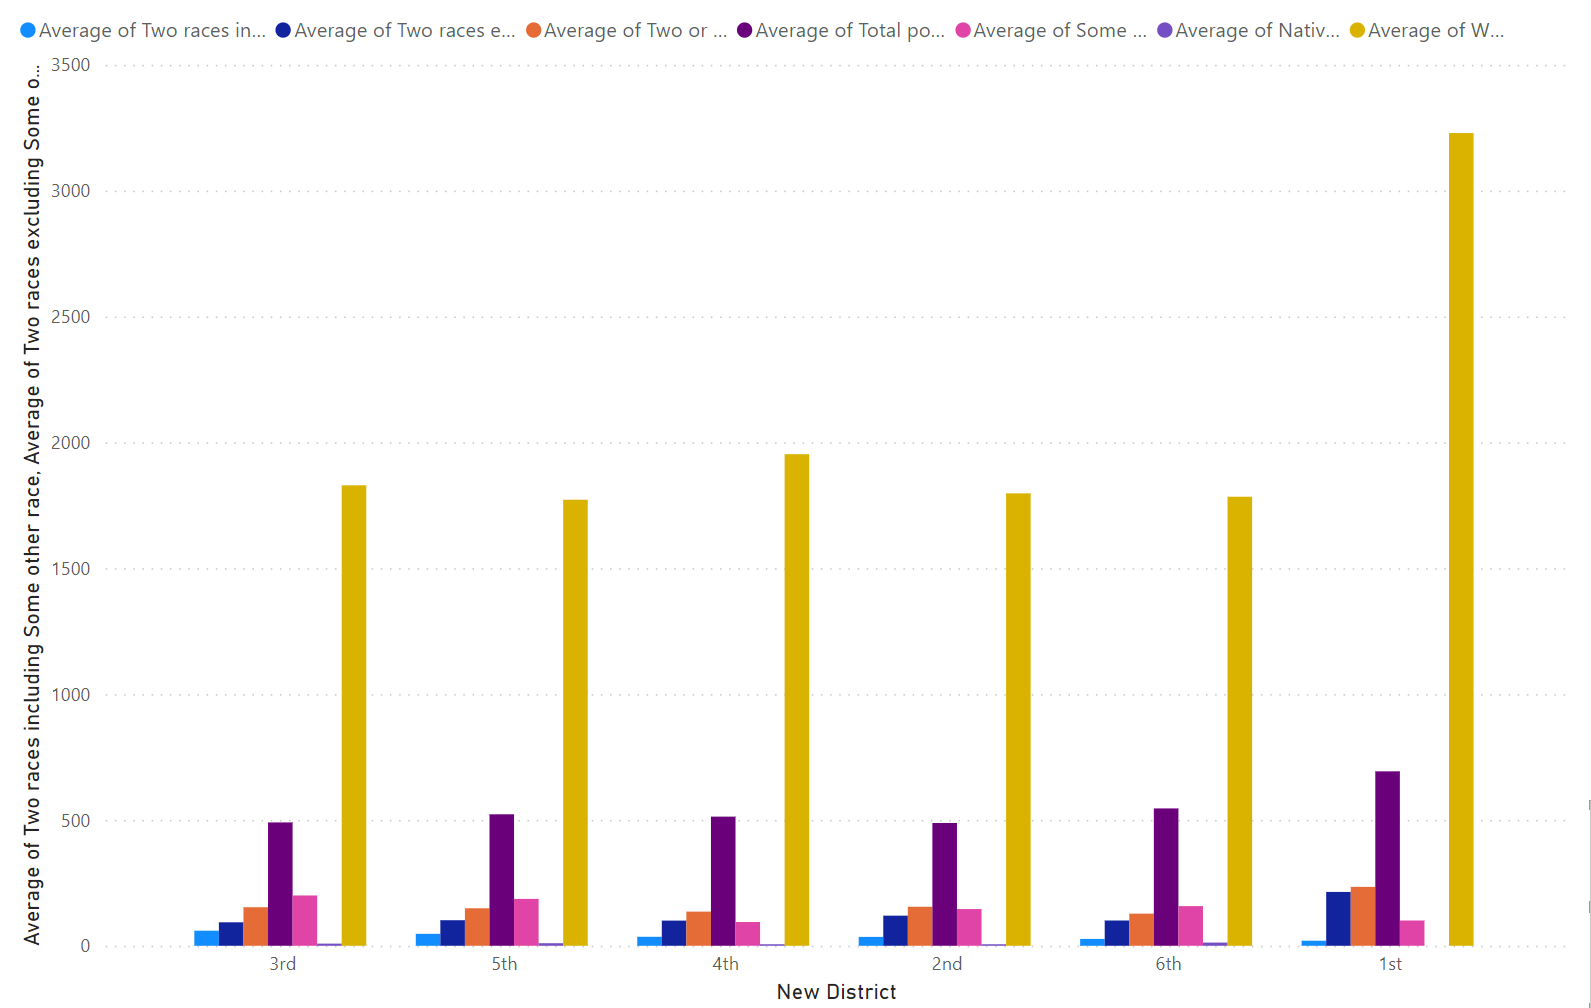 Average of Two races in... Average of Two races e... Average of Two or ... Average of Total po... Average of Some ... Average of Nativ... Average of W...
Average of Two races including Some other race, Average of Two races excluding Some o...
3500
3000
2500
2000
1500
1000
500
0
3rd 5th 4th 2nd 6th 1st
New District